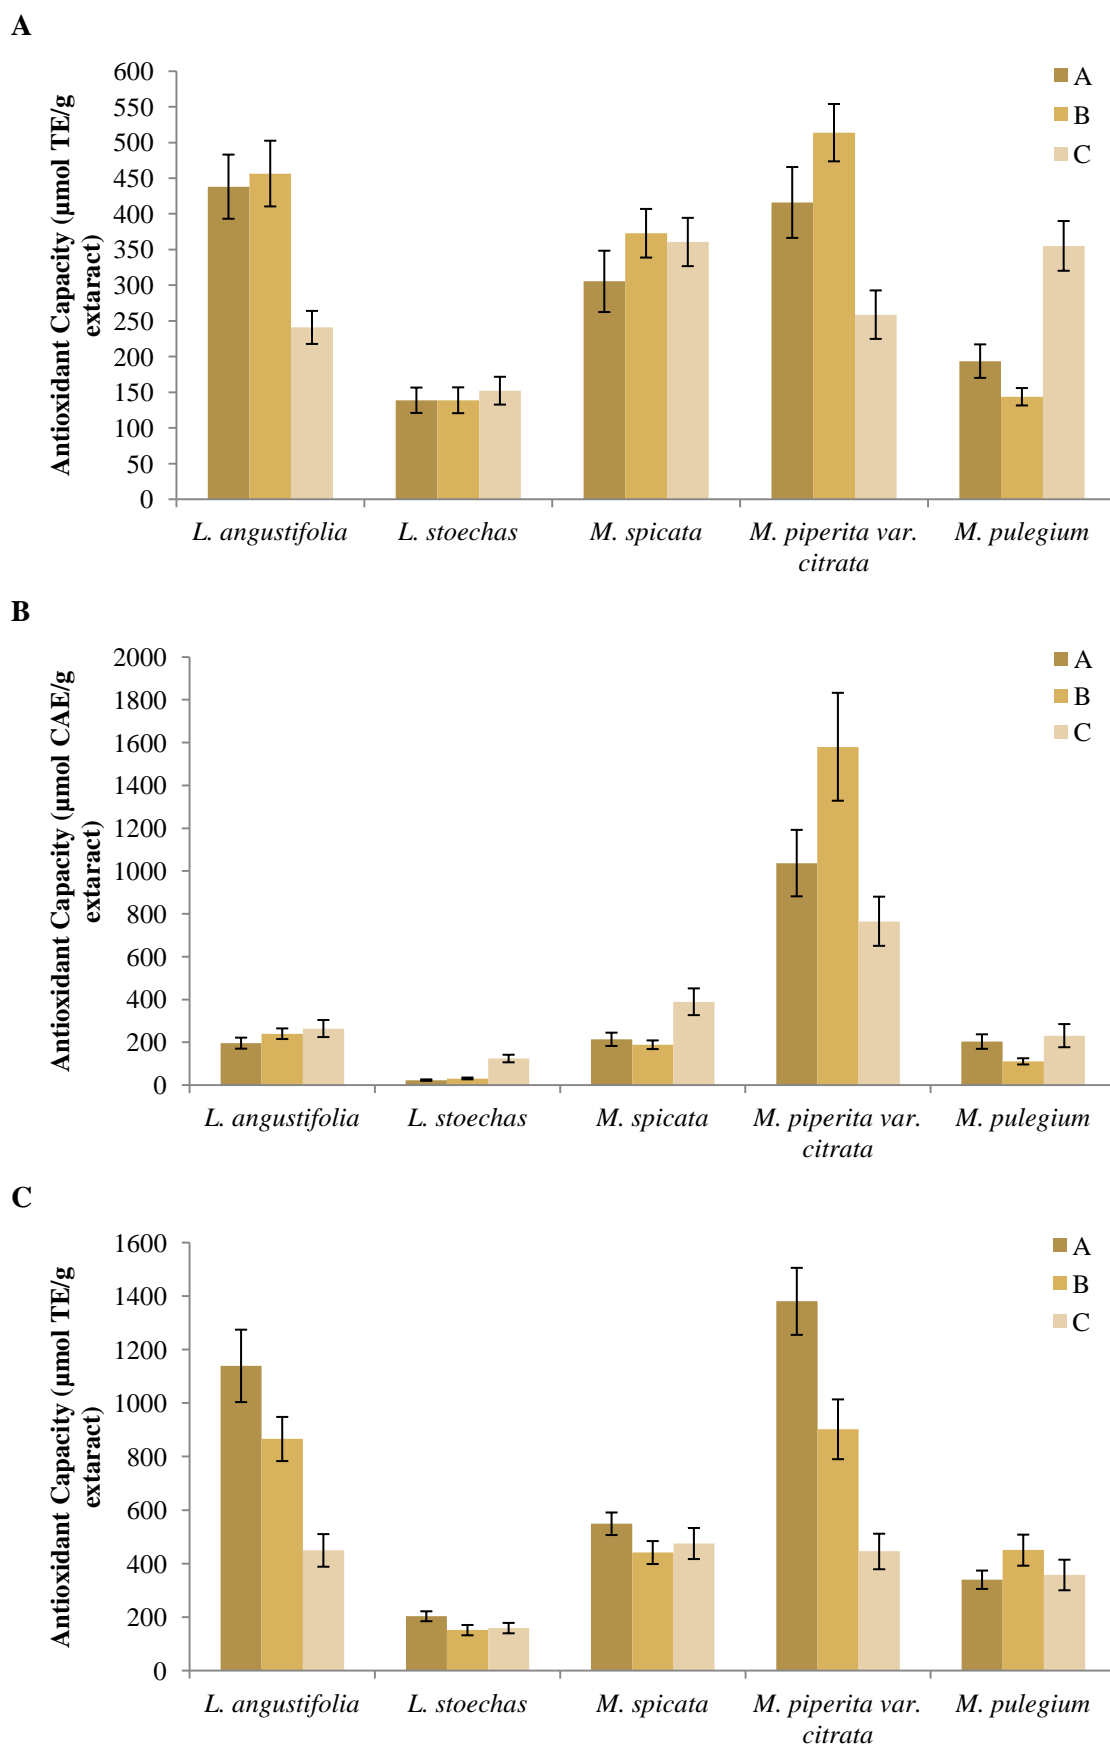 A
Antioxidant Capacity (µmol TE/g
extaract)
600
550
500
450
400
350
300
250
200
150
100
50
0
A
B
C
L. angustifolia
L. stoechas
M. spicata
M. piperita var.
citrata
M. pulegium
B
Antioxidant Capacity (µmol CAE/g
extaract)
2000
1800
1600
1400
1200
1000
800
600
400
200
0
A
B
C
L. angustifolia
L. stoechas
M. spicata
M. piperita var.
citrata
M. pulegium
C
Antioxidant Capacity (µmol TE/g
extaract)
1600
1400
1200
1000
800
600
400
200
0
A
B
C
L. angustifolia
L. stoechas
M. spicata
M. piperita var.
citrata
M. pulegium